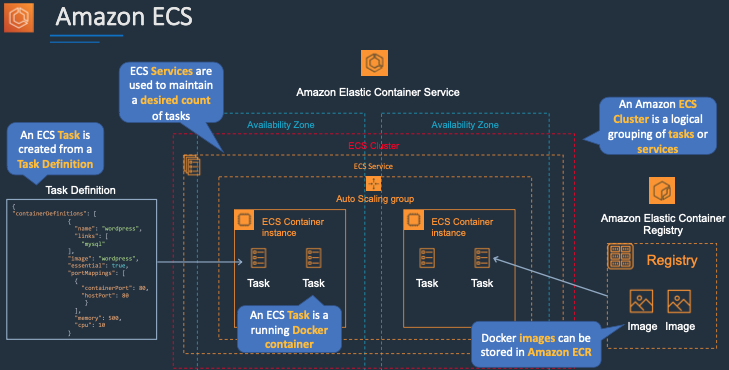 Amazon ECS
ECS Services are
used to maintain
a desired count
of tasks
Amazon Elastic Container Service
An Amazon ECS
Cluster is a logical
grouping of tasks or
services
An ECS Task is
created from a
Task Definition
Availability Zone
Availability Zone
ECS Cluster
ECS Service
Auto Scaling group
Task Definition
{
"containerDefinitions": [
{
"name": "wordpress",
"links": [
"mysql"
],
"image": "wordpress",
"essential": true,
"portMappings": [
{
"containerPort": 80,
"hostPort": 80
}
],
"memory": 500,
"cpu": 10
}
ECS Container
instance
Task
Task
ECS Container
instance
Task
Task
An ECS Task is a
running Docker
container
Amazon Elastic Container
Registry
Registry
Image
Image
Docker images can be
stored in Amazon ECR